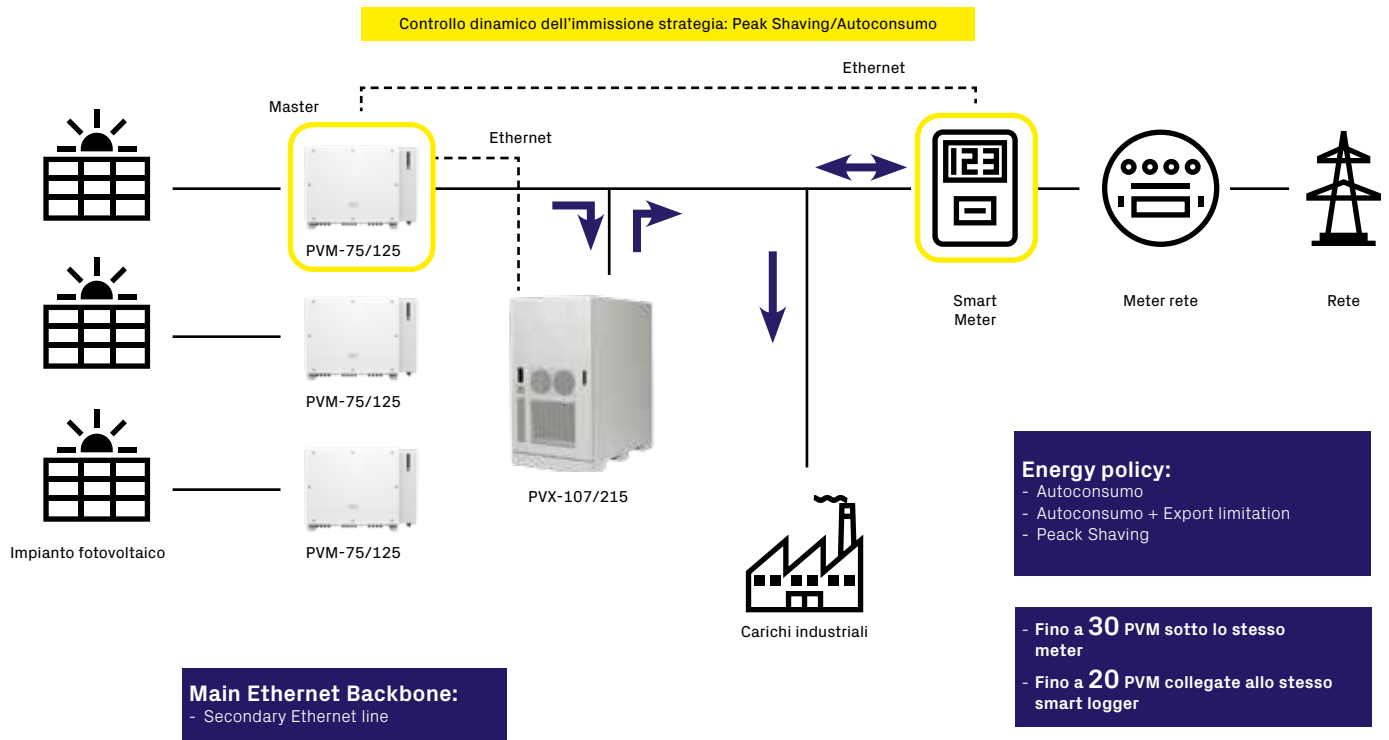 Controllo dinamico dell'immissione strategia: Peak Shaving/Autoconsumo
Ethernet
Master
Ethernet
123
PVM-75/125
Smart
Meter
Meter rete
Rete
PVM-75/125
PVX-107/215
Impianto fotovoltaico
PVM-75/125
Carichi industriali
Energy policy:
- Autoconsumo
- Autoconsumo + Export limitation
- Peack Shaving
- Fino a 30 PVM sotto lo stesso
meter
- Fino a 20 PVM collegate allo stesso
smart logger
Main Ethernet Backbone:
- Secondary Ethernet line